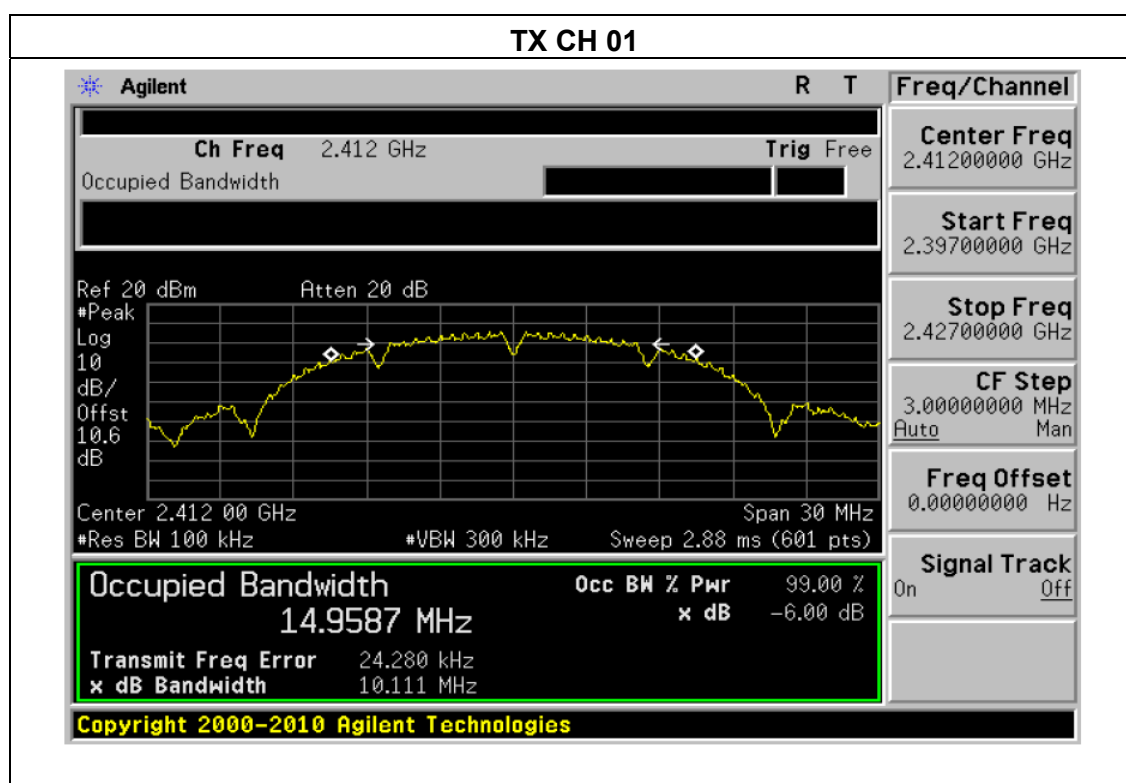 TX CH 01
Agilent R T Freq/Channel
Ch Freq 2.412 GHz Trig Free
Occupied Bandwidth
Center Freq
2.41200000 GHz
Start Freq
2.39700000 GHz
Stop Freq
2.42700000 GHz
CF Step
3.00000000 MHz
Auto Man
Freq Offset
0.00000000 Hz
Signal Track
On Off
Ref 20 dBm Atten 20 dB
#Peak
Log
10
dB/
Offst
10.6
dB
Center 2.412 00 GHz Span 30 MHz
#Res BW 100 kHz #VBW 300 kHz Sweep 2.88 ms (601 pts)
Occupied Bandwidth Occ BW % Pwr 99.00 %
14.9587 MHz x dB -6.00 dB
Transmit Freq Error 24.280 kHz
x dB Bandwidth 10.111 MHz
Copyright 2000-2010 Agilent Technologies